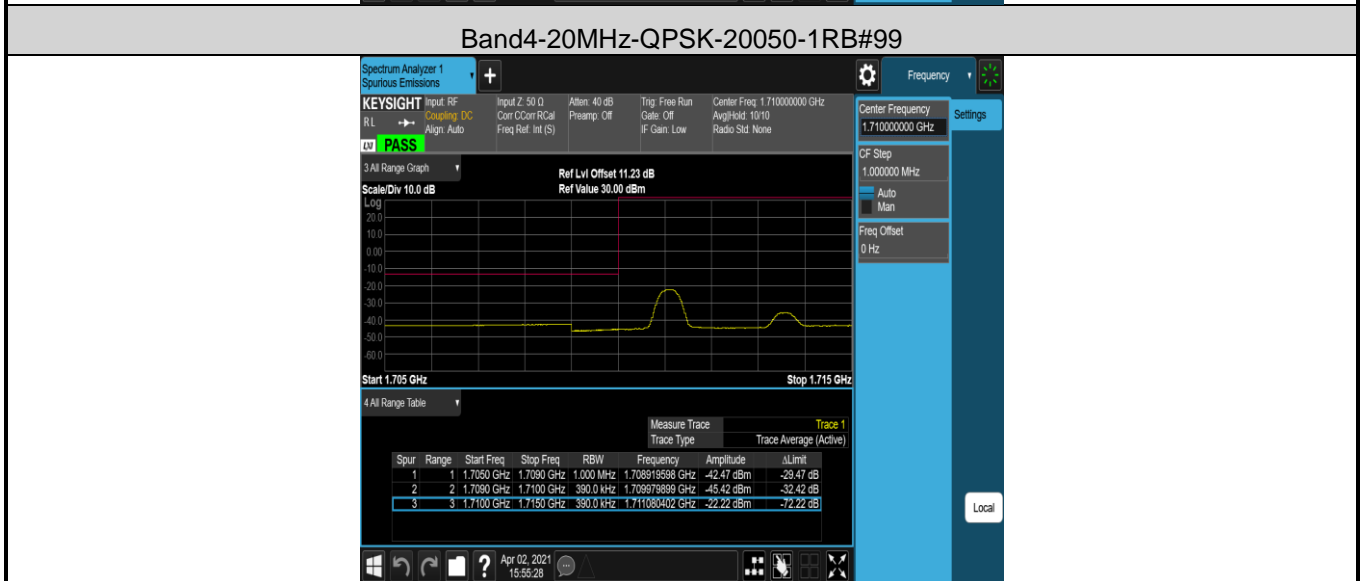 Band4-20MHz-QPSK-20050-1RB#99
Spectrum Analyzer 1
Spurious Emissions
+
Frequency
KEYSIGHT Input: RF Input Z: 50 Ω Atten: 40 dB Trig: Free Run Center Freq: 1.710000000 GHz
RL Coupling: DC Corr CCorr RCal Preamp: Off Gate: Off Avg|Hold: 10/10
Align: Auto Freq Ref: Int (S) IF Gain: Low Radio Std: None
LXI PASS
Center Frequency
1.710000000 GHz
Settings
CF Step
1.000000 MHz
Auto
Man
Freq Offset
0 Hz
3 All Range Graph
Ref Lvl Offset 11.23 dB
Scale/Div 10.0 dB Ref Value 30.00 dBm
Log
20.0
10.0
0.00
-10.0
-20.0
-30.0
-40.0
-50.0
-60.0
Start 1.705 GHz Stop 1.715 GHz
4 All Range Table
Measure Trace Trace 1
Trace Type Trace Average (Active)
Spur Range Start Freq Stop Freq RBW Frequency Amplitude ΔLimit
1 1 1.7050 GHz 1.7090 GHz 1.000 MHz 1.708919598 GHz -42.47 dBm -29.47 dB
2 2 1.7090 GHz 1.7100 GHz 390.0 kHz 1.709979899 GHz -45.42 dBm -32.42 dB
3 3 1.7100 GHz 1.7150 GHz 390.0 kHz 1.711080402 GHz -22.22 dBm -72.22 dB
Local
? Apr 02, 2021
15:55:28